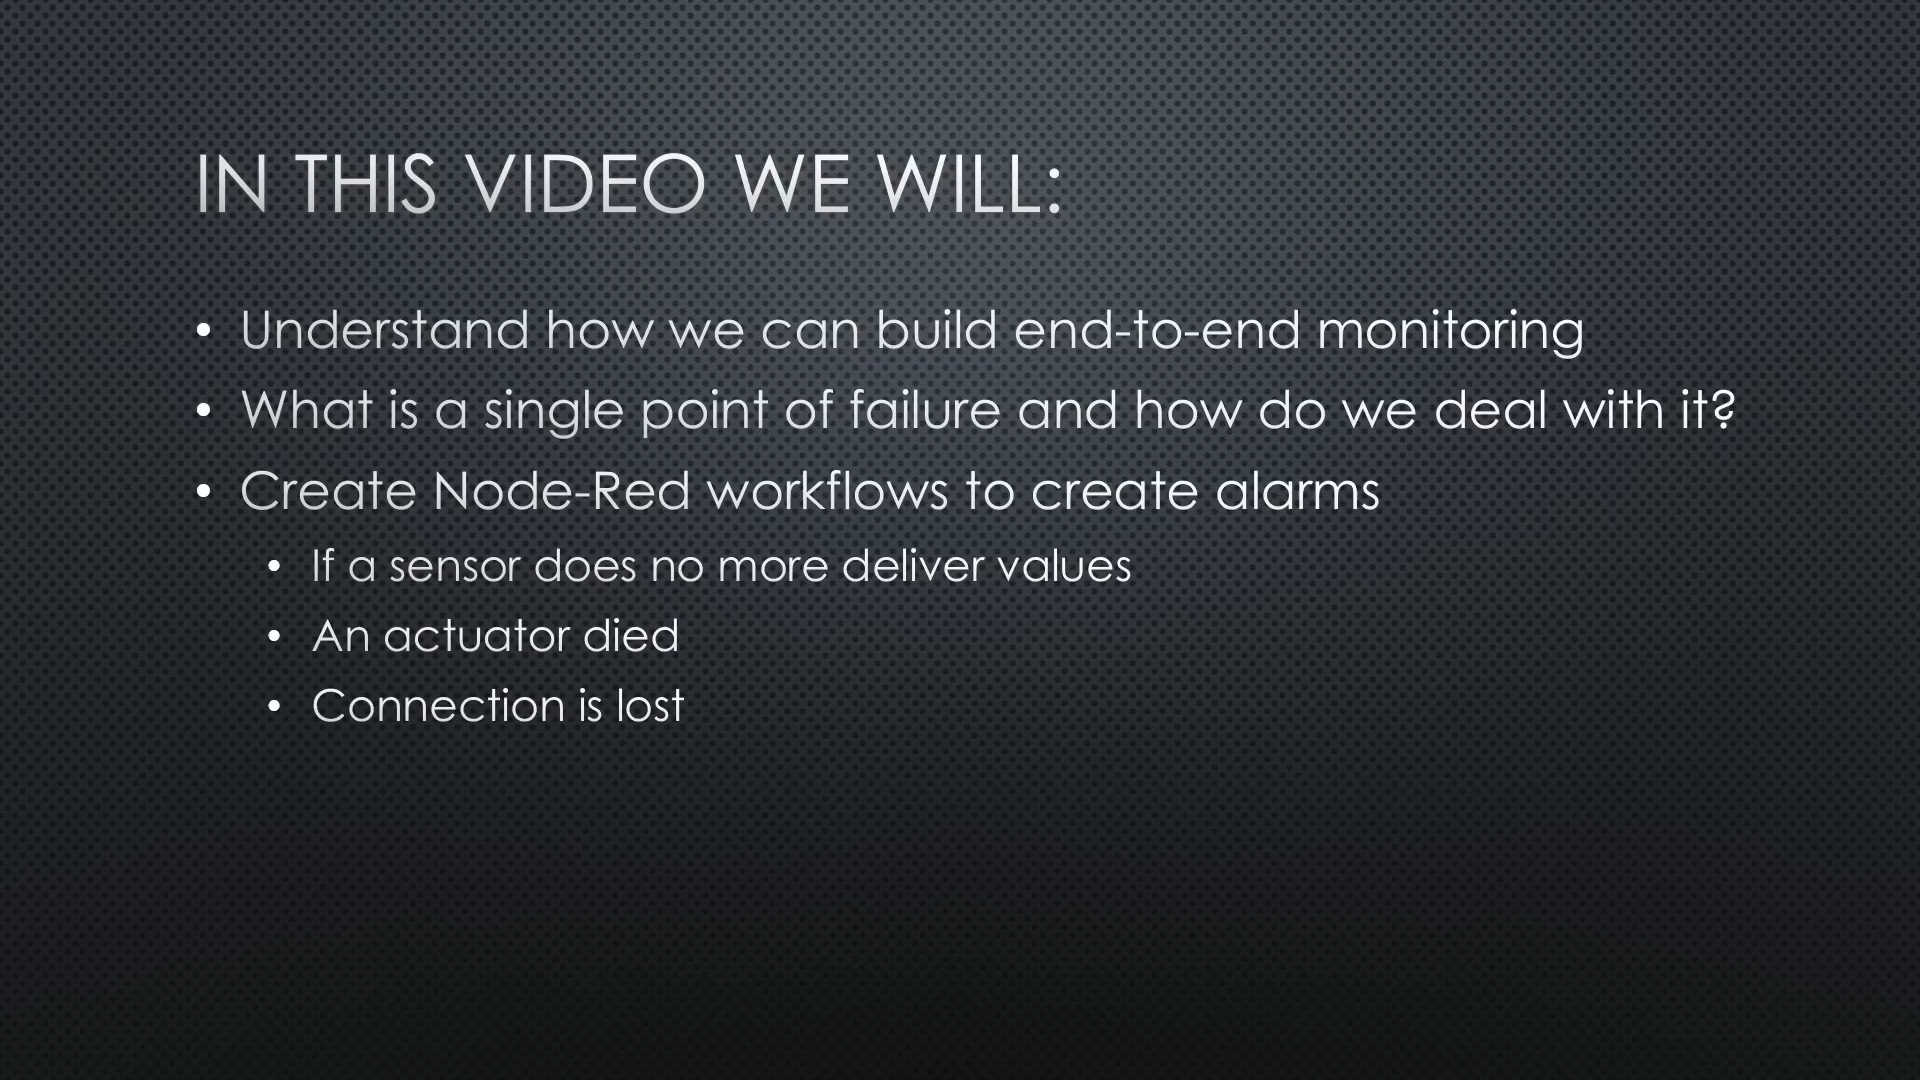 IN THIS VIDEO WE WILL:
• Understand how we can build end-to-end monitoring
• What is a single point of failure and how do we deal with it?
• Create Node-Red workflows to create alarms
• If a sensor does no more deliver values
• An actuator died
• Connection is lost